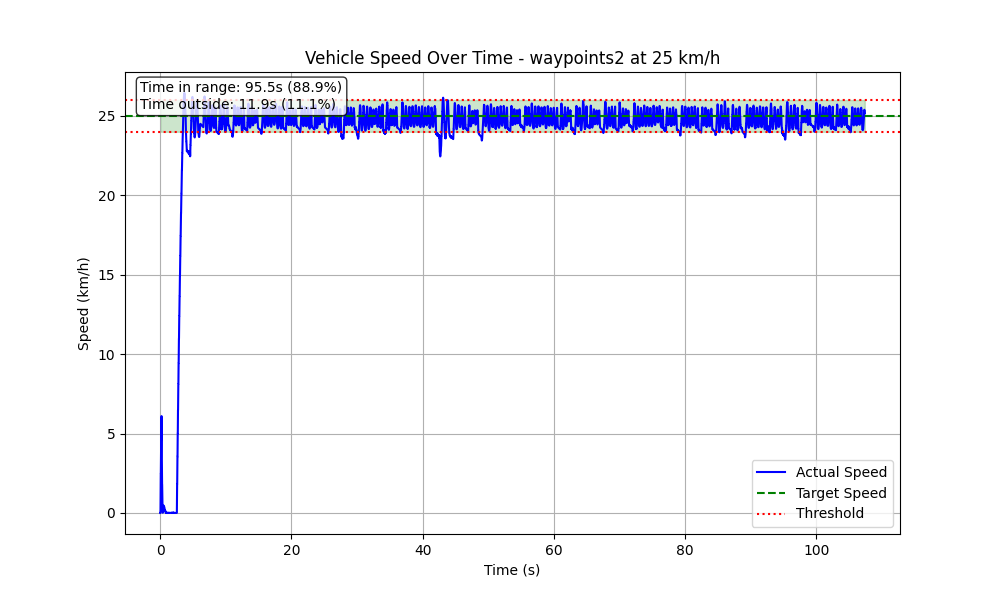 Vehicle Speed Over Time - waypoints2 at 25 km/h
Time in range: 95.5s (88.9%)
Time outside: 11.9s (11.1%)
25
20
15
10
5
0
Speed (km/h)
0 20 40 60 80 100
Time (s)
Actual Speed
Target Speed
Threshold